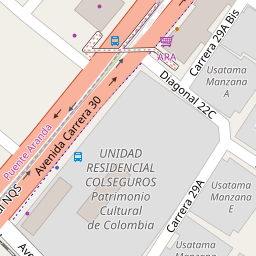 Carrera 29A Bis
ARA
Diagonal 22C
Usatama
Manzana
A
Puente Aranda
Avenida Carrera 30
UNIDAD
RESIDENCIAL
COLSEGUROS
Patrimonio
Cultural
de Colombia
Carrera 29A
Usatama
Manzana
E
NQS
Usatama
Manzana